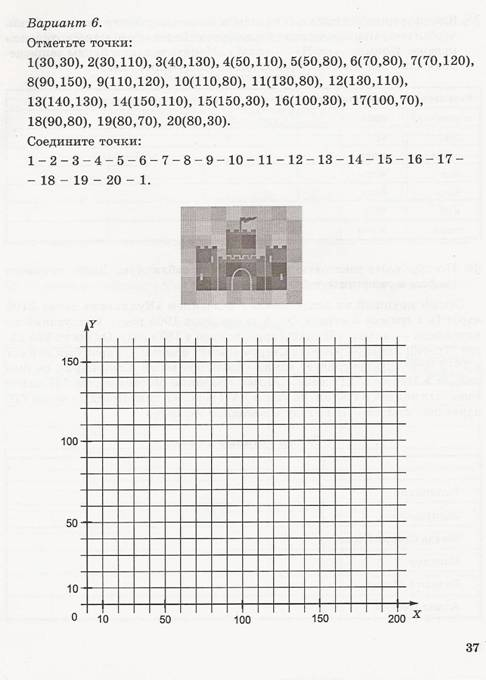 Вариант 6.
Отметьте точки:
1(30,30), 2(30,110), 3(40,130), 4(50,110), 5(50,80), 6(70,80), 7(70,120),
8(90,150), 9(110,120), 10(110,80), 11(130,80), 12(130,110),
13(140,130), 14(150,110), 15(150,30), 16(100,30), 17(100,70),
18(90,80), 19(80,70), 20(80,30).
Соедините точки:
1 – 2 – 3 – 4 – 5 – 6 – 7 – 8 – 9 – 10 – 11 – 12 – 13 – 14 – 15 – 16 – 17 –
– 18 – 19 – 20 – 1.
Y
150
100
50
10
0 10 50 100 150 200 X
37